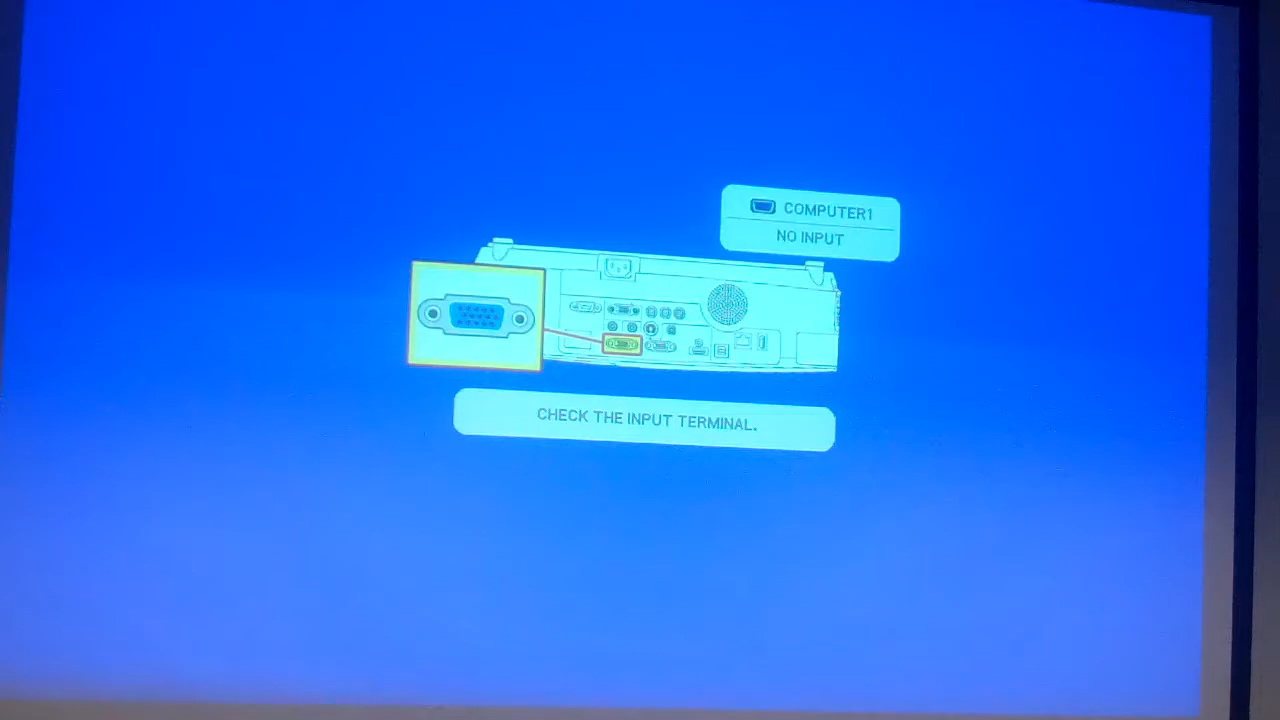 COMPUTER1
NO INPUT
CHECK THE INPUT TERMINAL.